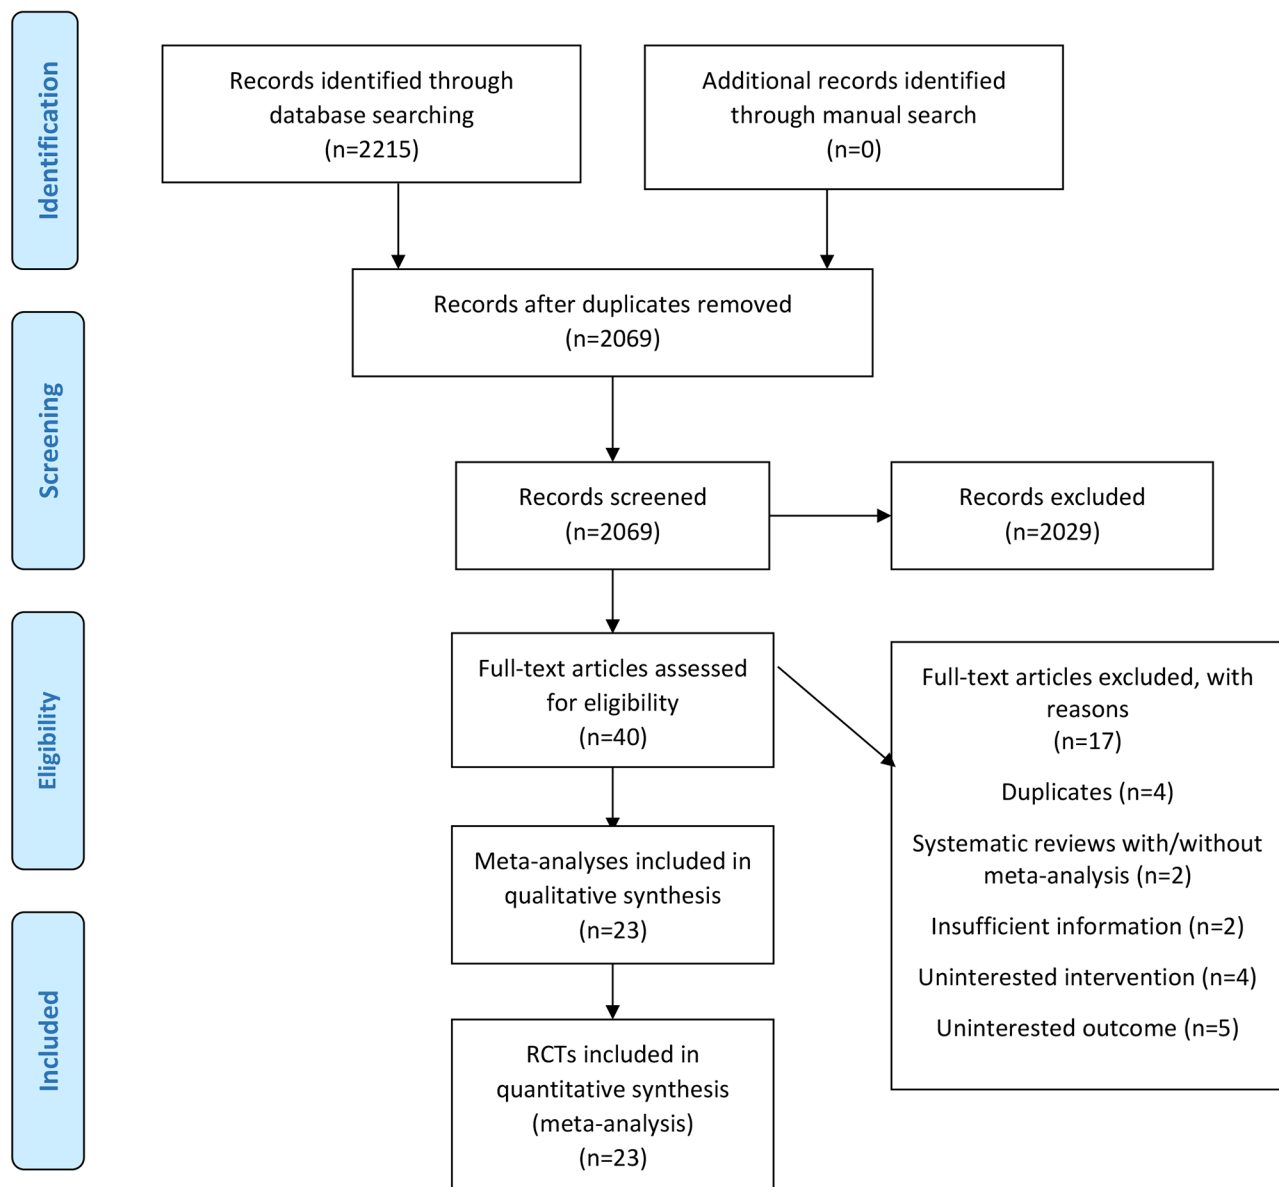 Identification
Records identified through
database searching
(n=2215)
Additional records identified
through manual search
(n=0)
Records after duplicates removed
(n=2069)
Screening
Records screened
(n=2069)
Records excluded
(n=2029)
Eligibility
Full-text articles assessed
for eligibility
(n=40)
Full-text articles excluded, with
reasons
(n=17)
Duplicates (n=4)
Systematic reviews with/without
meta-analysis (n=2)
Insufficient information (n=2)
Uninterested intervention (n=4)
Uninterested outcome (n=5)
Meta-analyses included in
qualitative synthesis
(n=23)
Included
RCTs included in
quantitative synthesis
(meta-analysis)
(n=23)